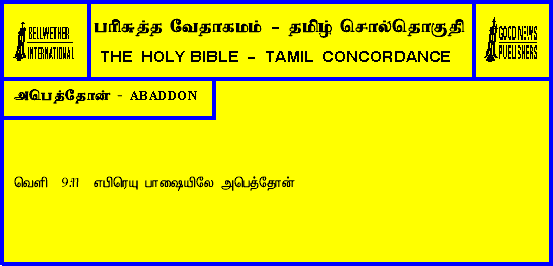 BELLWETHER
INTERNATIONAL
பரிசுத்த வேதாகமம் - தமிழ் சொல்தொகுதி
THE HOLY BIBLE - TAMIL CONCORDANCE
GOOD NEWS
PUBLISHERS
அபெத்தோன் - ABADDON
வெளி 9:11 எபிரெயு பாஷையிலே அபெத்தோன்